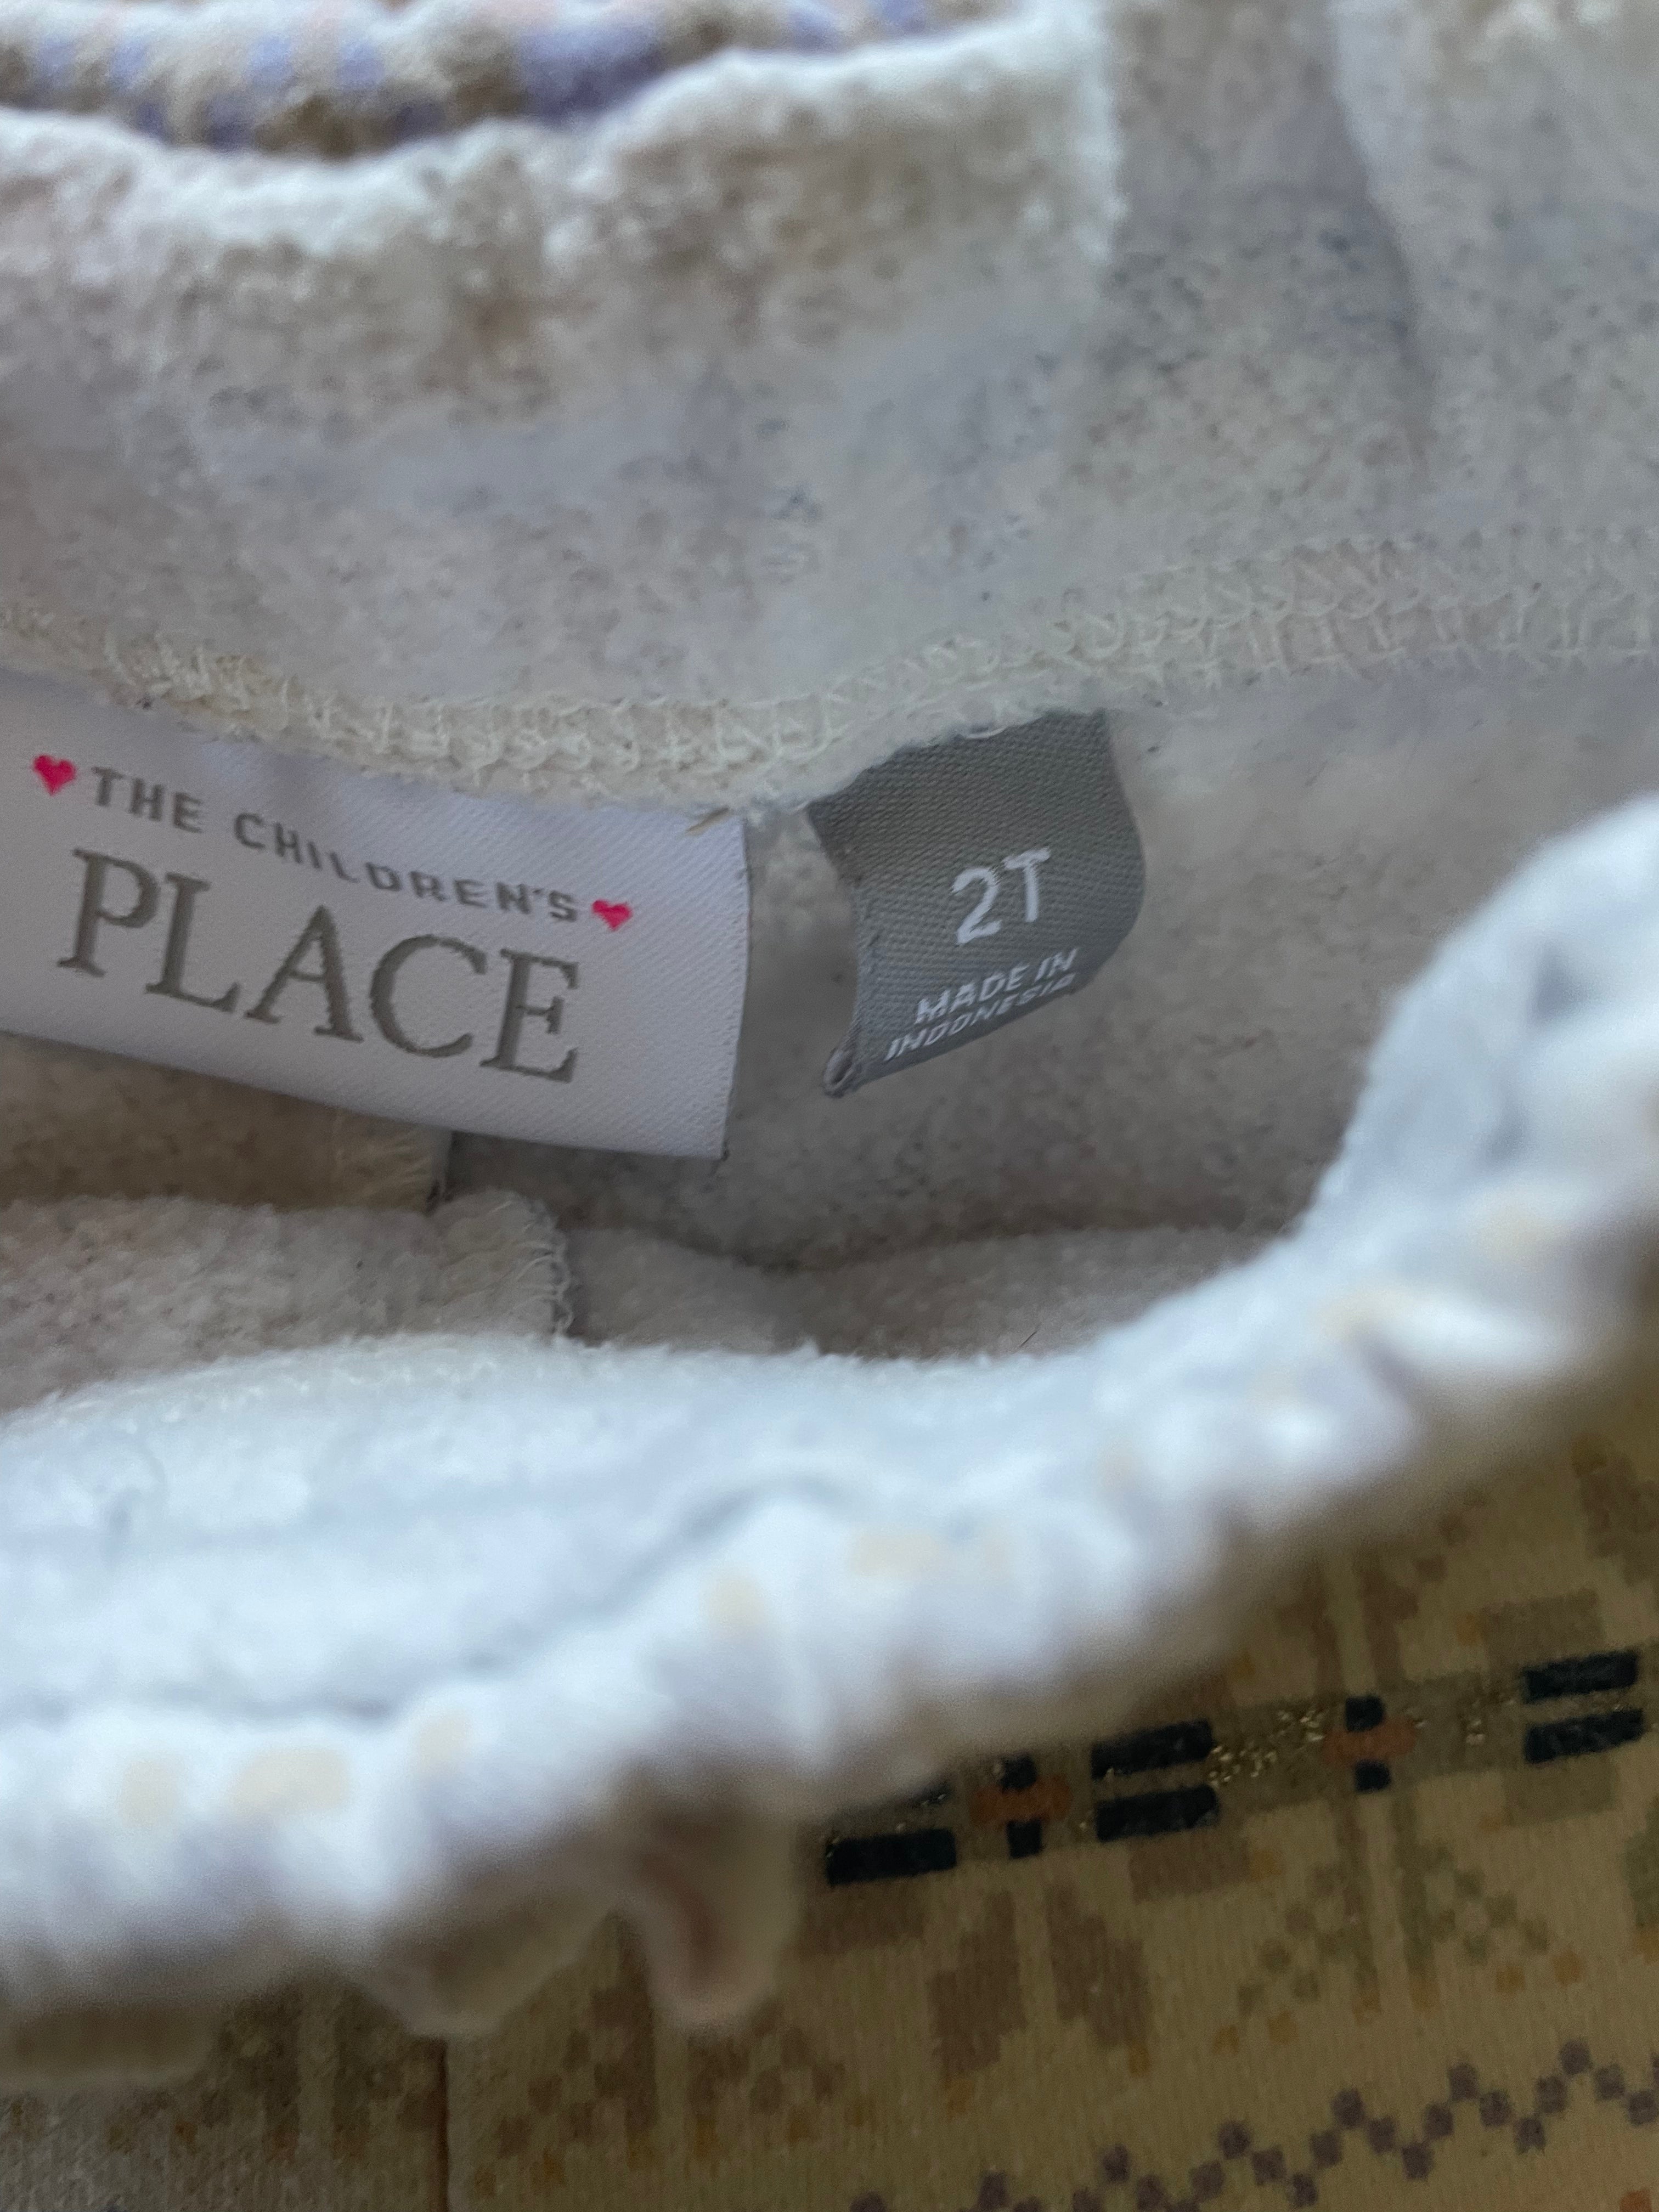 THE CHILDREN'S
PLACE
2T
MADE IN
INDONESIA